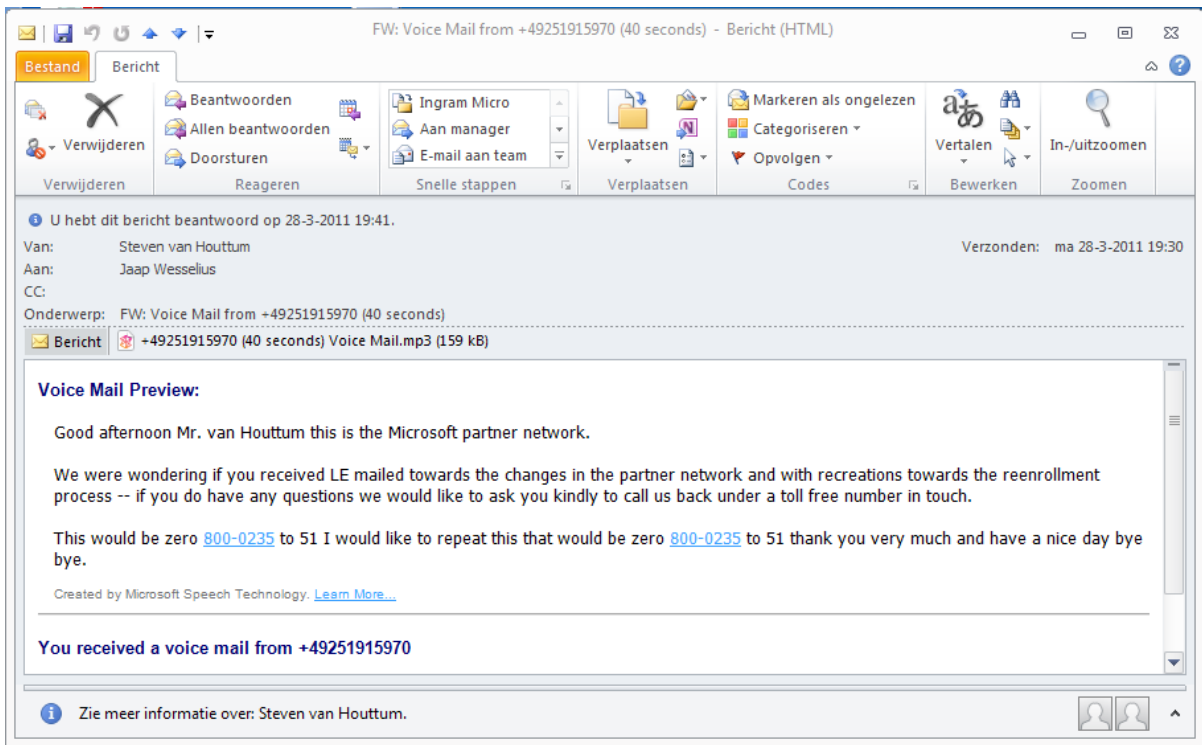 FW: Voice Mail from +49251915970 (40 seconds) - Bericht (HTML)
Bestand Bericht
Verwijderen
Verwijderen
Beantwoorden
Allen beantwoorden
Doorsturen
Reageren
Ingram Micro
Aan manager
E-mail aan team
Snelle stappen
Verplaatsen
Verplaatsen
Markeren als ongelezen
Categoriseren
Opvolgen
Codes
aあ
Vertalen
Bewerken
In-/uitzoomen
Zoomen
U hebt dit bericht beantwoord op 28-3-2011 19:41.
Van: Steven van Houttum Verzonden: ma 28-3-2011 19:30
Aan: Jaap Wesselius
CC:
Onderwerp: FW: Voice Mail from +49251915970 (40 seconds)
Bericht +49251915970 (40 seconds) Voice Mail.mp3 (159 kB)
Voice Mail Preview:
Good afternoon Mr. van Houttum this is the Microsoft partner network.
We were wondering if you received LE mailed towards the changes in the partner network and with recreations towards the reenrollment
process -- if you do have any questions we would like to ask you kindly to call us back under a toll free number in touch.
This would be zero 800-0235 to 51 I would like to repeat this that would be zero 800-0235 to 51 thank you very much and have a nice day bye
bye.
Created by Microsoft Speech Technology. Learn More...
You received a voice mail from +49251915970
Zie meer informatie over: Steven van Houttum.